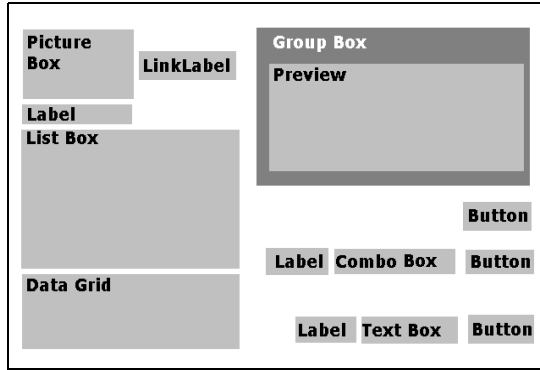 Picture
Box
LinkLabel
Label
List Box
Data Grid
Group Box
Preview
Button
Label Combo Box Button
Label Text Box Button